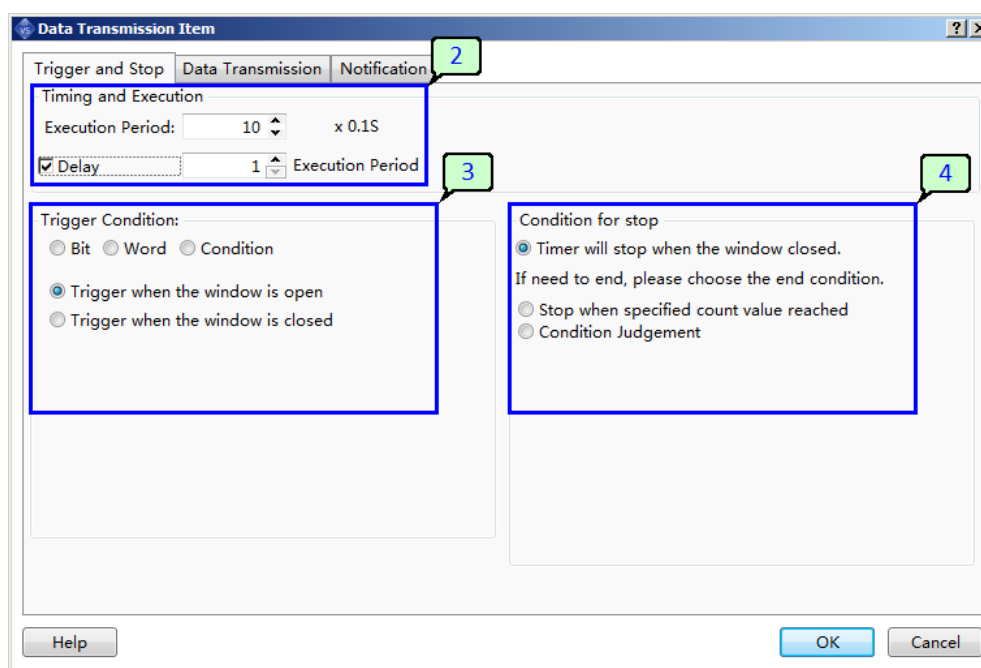 Data Transmission Item
Trigger and Stop Data Transmission Notification
2
Timing and Execution
Execution Period: 10 x 0.1S
Delay 1 Execution Period
3
4
Trigger Condition:
Bit Word Condition
Trigger when the window is open
Trigger when the window is closed
Condition for stop
Timer will stop when the window closed.
If need to end, please choose the end condition.
Stop when specified count value reached
Condition Judgement
Help OK Cancel